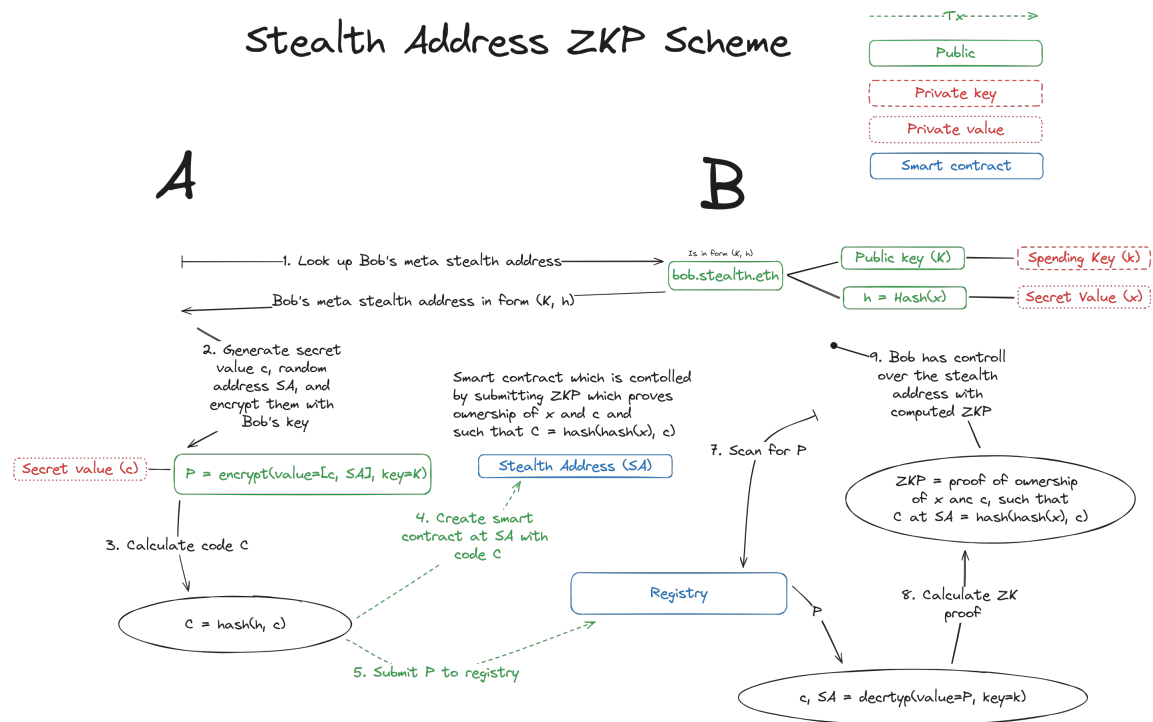 Stealth Address ZKP Scheme
Tx
Public
Private key
Private value
Smart contract
A
B
1. Look up Bob's meta stealth address
Is in form (K, h)
bob.stealth.eth
Public key (K)
Spending Key (k)
h = Hash(x)
Secret Value (x)
Bob's meta stealth address in form (K, h)
2. Generate secret
value c, random
address SA, and
encrypt them with
Bob's key
Smart contract which is contolled
by submitting ZKP which proves
ownership of x and c and
such that C = hash(hash(x), c)
9. Bob has controll
over the stealth
address with
computed ZKP
7. Scan for P
Secret value (c)
P = encrypt(value=[c, SA], key=K)
Stealth Address (SA)
ZKP = proof of ownership
of x anc c, such that
C at SA = hash(hash(x), c)
4. Create smart
contract at SA with
code C
3. Calculate code C
Registry
8. Calculate ZK
proof
P
C = hash(h, c)
5. Submit P to registry
c, SA = decrtyp(value=P, key=k)